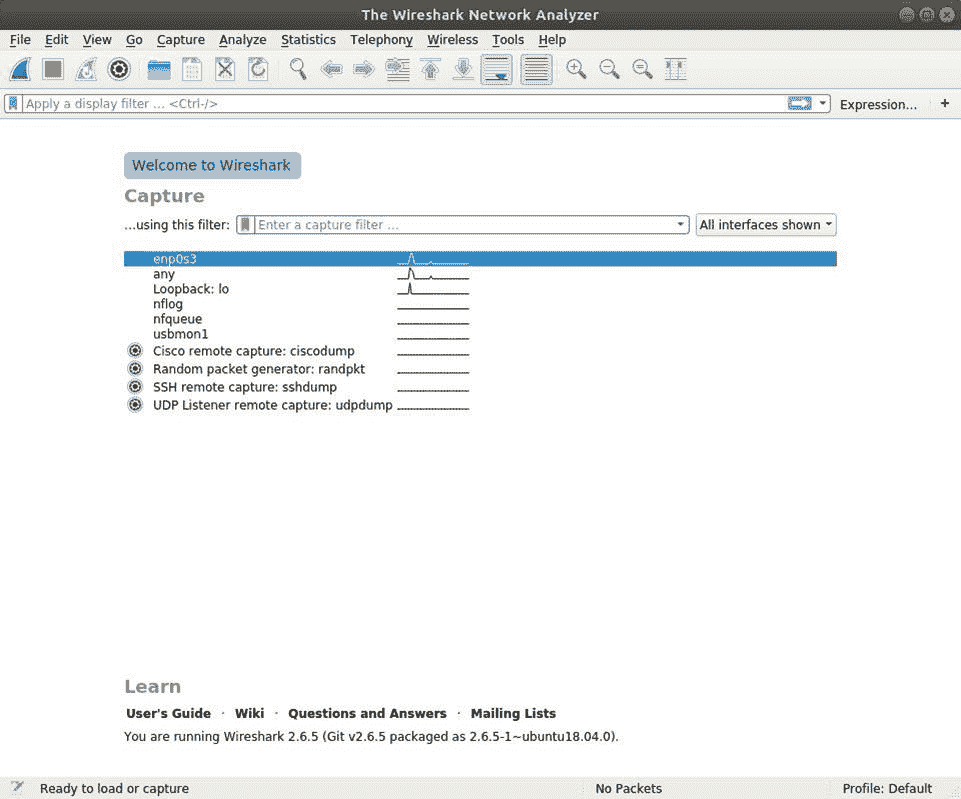 The Wireshark Network Analyzer
File Edit View Go Capture Analyze Statistics Telephony Wireless Tools Help
Apply a display filter ... <Ctrl-/> Expression... +
Welcome to Wireshark
Capture
...using this filter: Enter a capture filter ... All interfaces shown
enp0s3
any
Loopback: lo
nflog
nfqueue
usbmon1
Cisco remote capture: ciscodump
Random packet generator: randpkt
SSH remote capture: sshdump
UDP Listener remote capture: udpdump
Learn
User's Guide · Wiki · Questions and Answers · Mailing Lists
You are running Wireshark 2.6.5 (Git v2.6.5 packaged as 2.6.5-1~ubuntu18.04.0).
Ready to load or capture No Packets Profile: Default